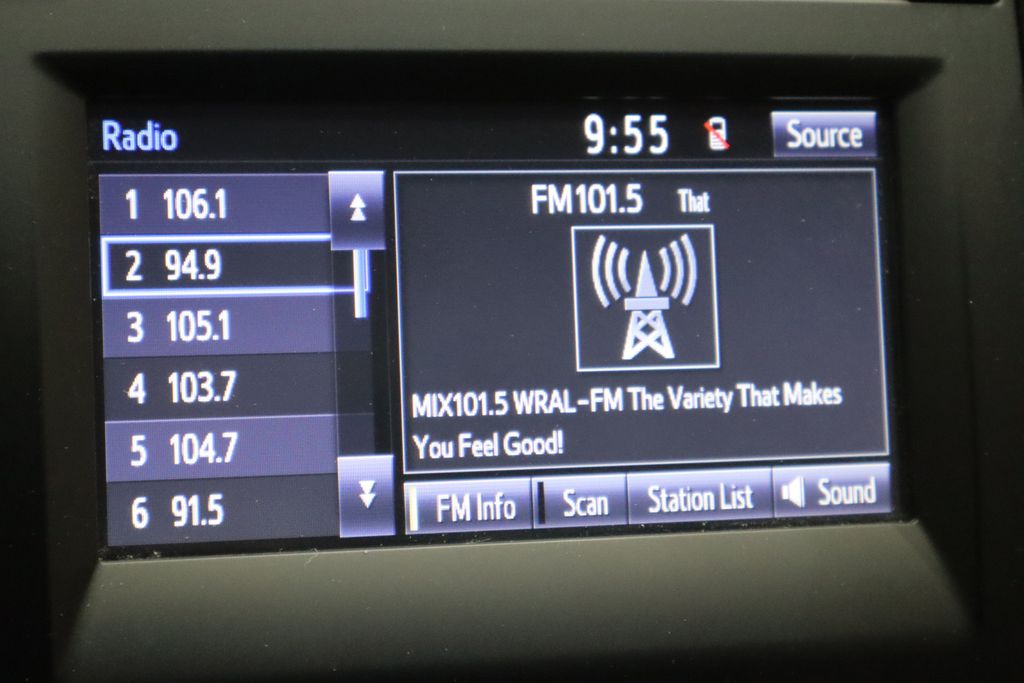 Radio 9:55 Source
1 106.1
2 94.9
3 105.1
4 103.7
5 104.7
6 91.5
FM101.5 That
MIX101.5 WRAL-FM The Variety That Makes
You Feel Good!
FM Info Scan Station List Sound